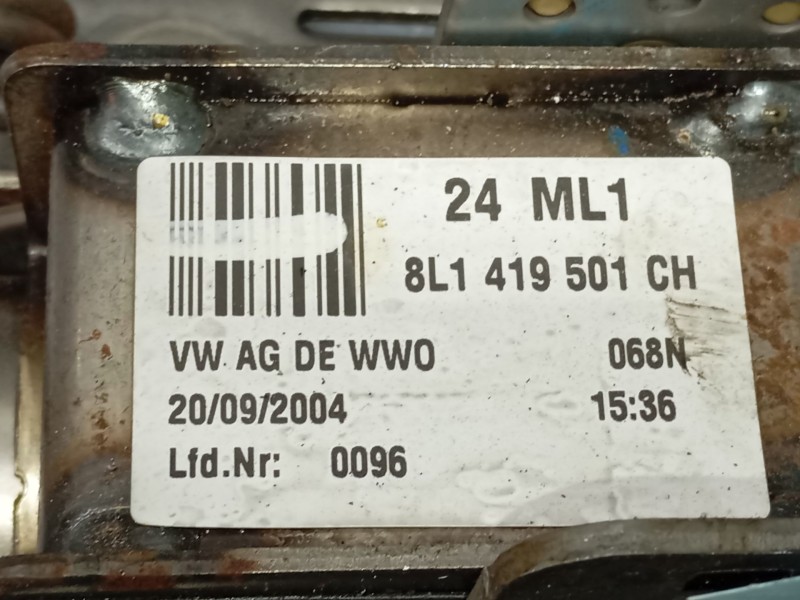 24 ML1
8L1 419 501 CH
VW AG DE WWO 068N
20/09/2004 15:36
Lfd.Nr: 0096